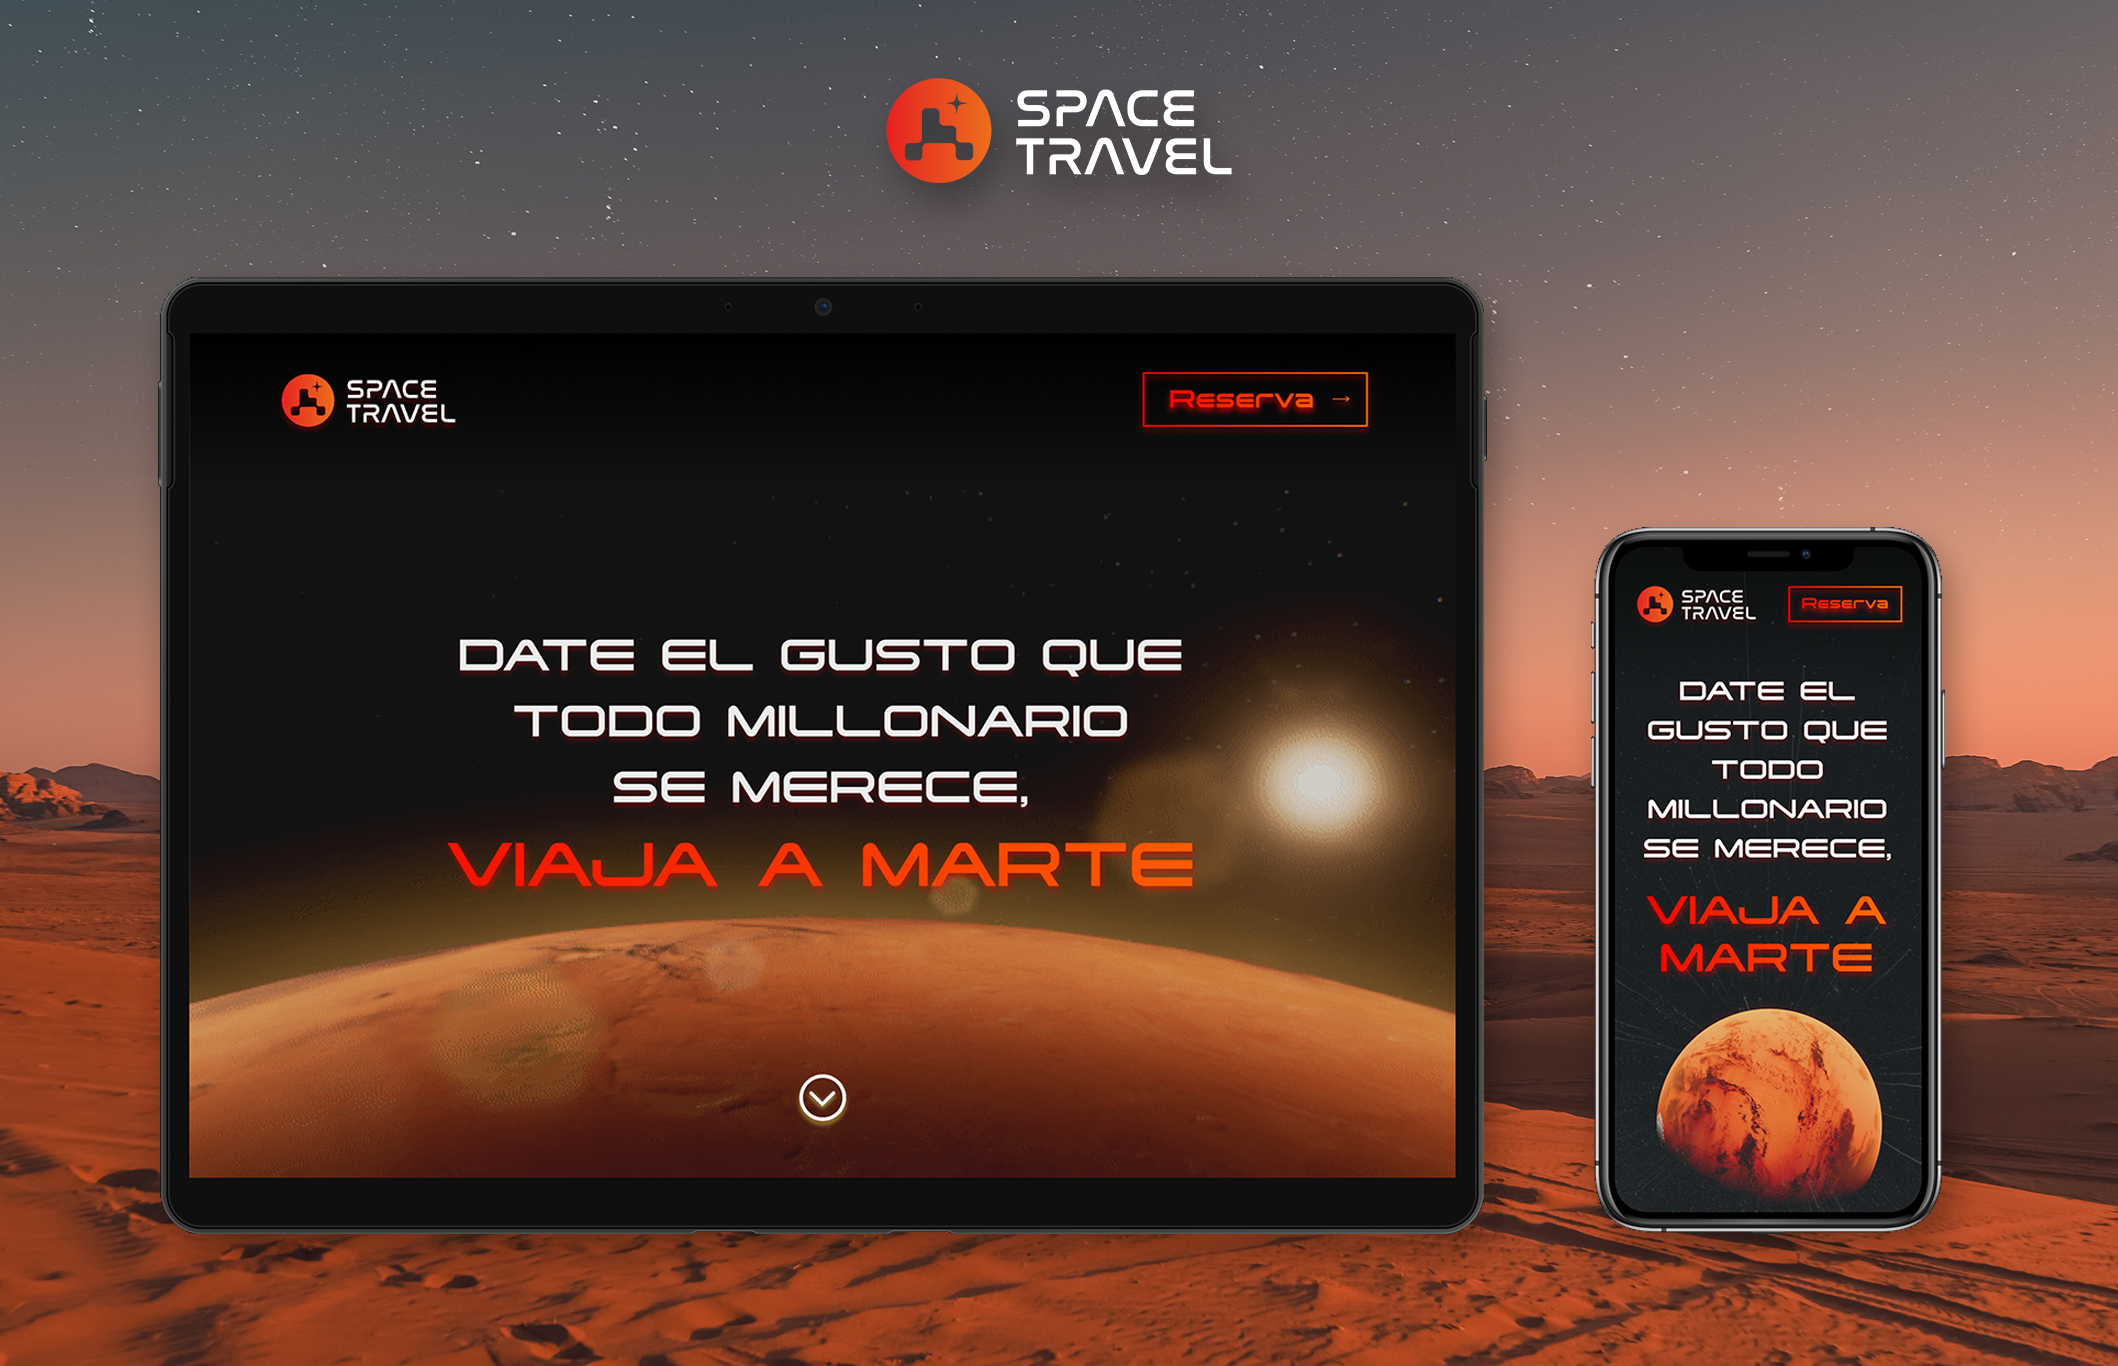 SPACE
TRAVEL
SPACE
TRAVEL
Reserva →
DATE EL GUSTO QUE
TODO MILLONARIO
SE MERECE,
VIAJA A MARTE
SPACE
TRAVEL
Reserva
DATE EL
GUSTO QUE
TODO
MILLONARIO
SE MERECE,
VIAJA A
MARTE